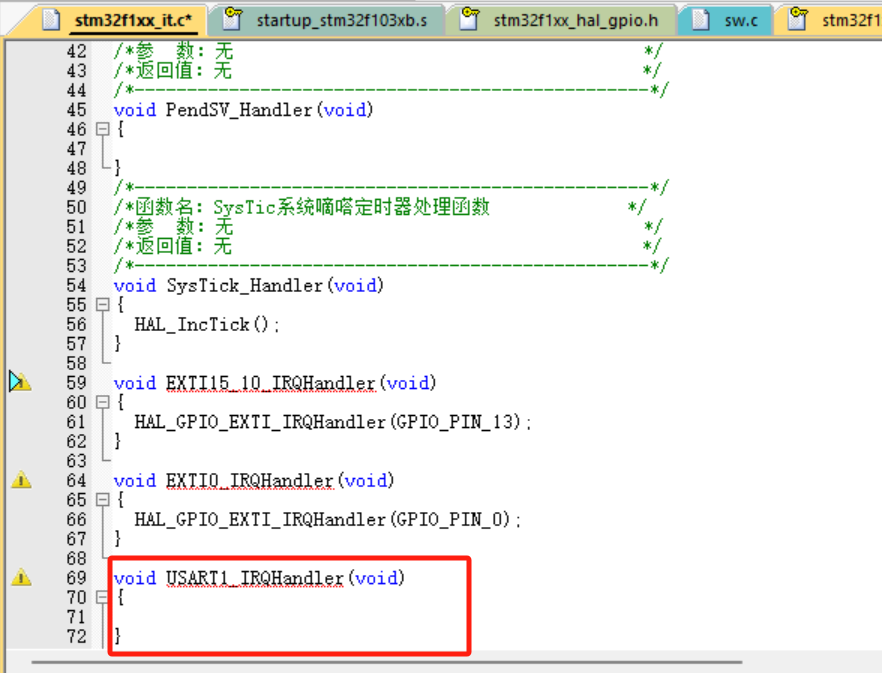 stm32f1xx_it.c* startup_stm32f103xb.s stm32f1xx_hal_gpio.h sw.c stm32f1
42 /*参 数：无 */
43 /*返回值：无 */
44 /*-------------------------------------------------*/
45 void PendSV_Handler(void)
46 {
47
48 }
49 /*-------------------------------------------------*/
50 /*函数名：SysTic系统嘀嗒定时器处理函数 */
51 /*参 数：无 */
52 /*返回值：无 */
53 /*-------------------------------------------------*/
54 void SysTick_Handler(void)
55 {
56 HAL_IncTick();
57 }
58
59 void EXTI15_10_IRQHandler(void)
60 {
61 HAL_GPIO_EXTI_IRQHandler(GPIO_PIN_13);
62 }
63
64 void EXTI0_IRQHandler(void)
65 {
66 HAL_GPIO_EXTI_IRQHandler(GPIO_PIN_0);
67 }
68
69 void USART1_IRQHandler(void)
70 {
71
72 }